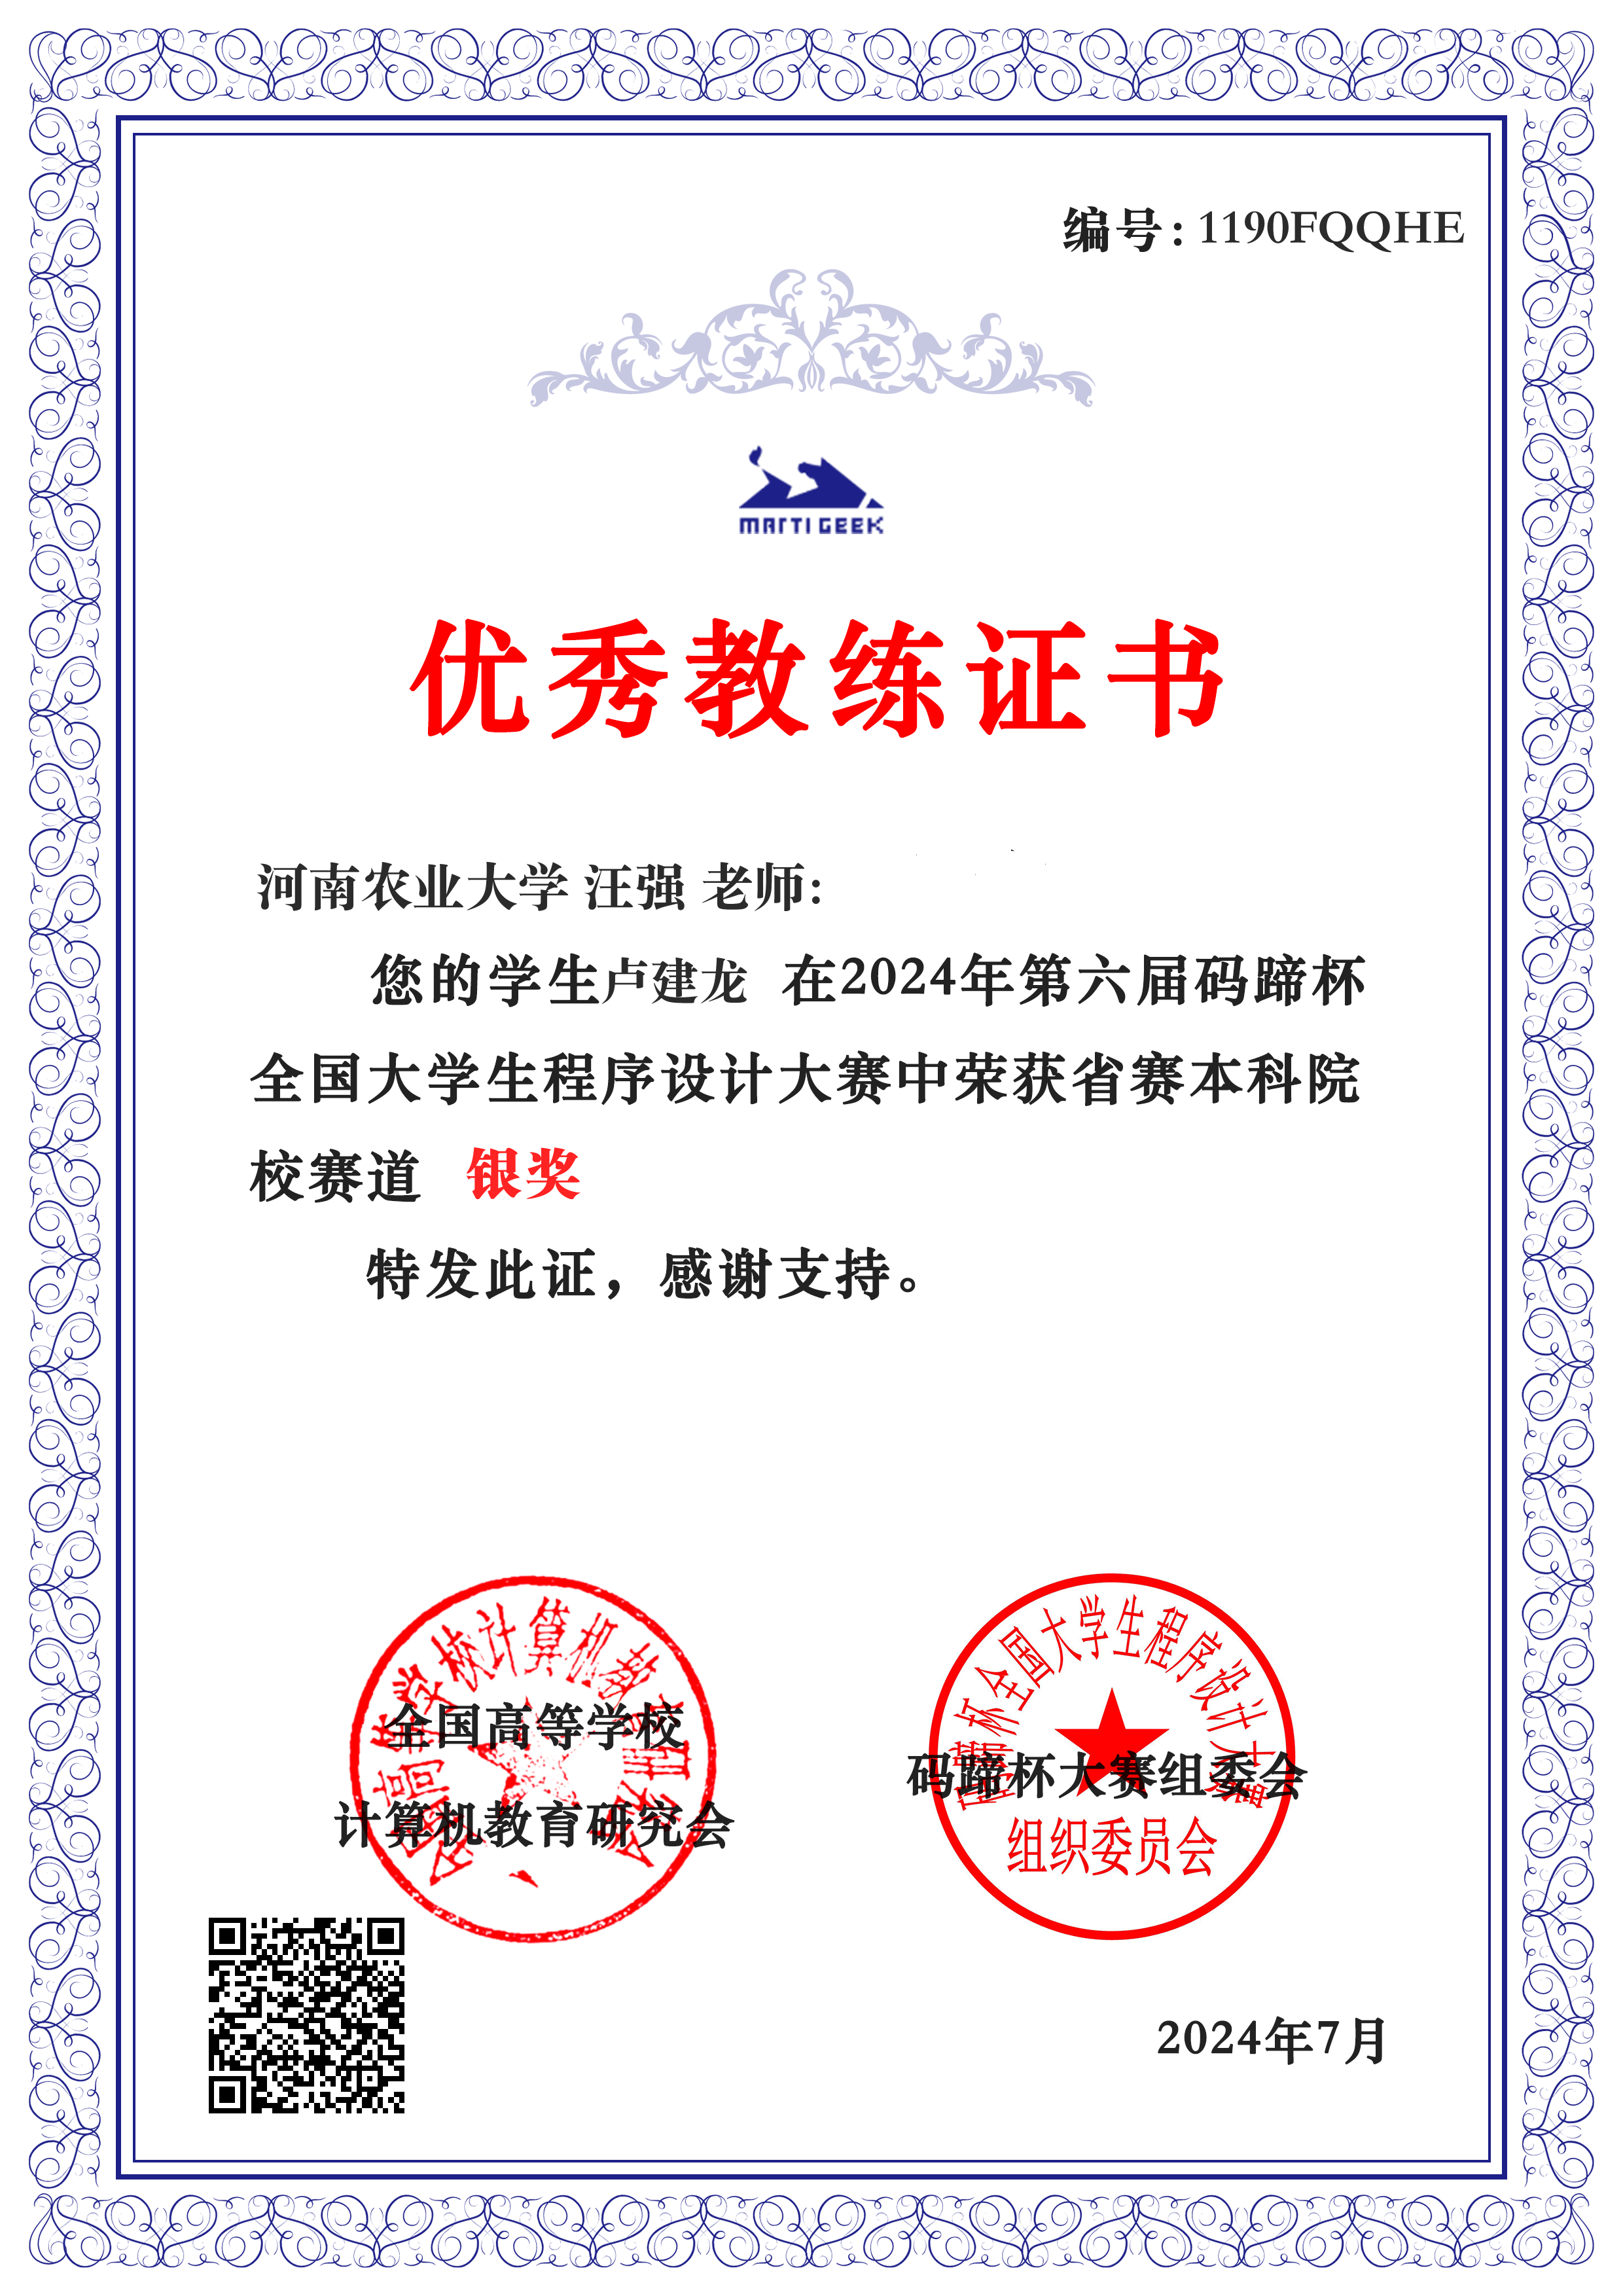 编号：1190FQQHE
MARTI GEEK
优秀教练证书
河南农业大学 汪强 老师:
您的学生卢建龙 在2024年第六届码蹄杯
全国大学生程序设计大赛中荣获省赛本科院
校赛道 银奖
特发此证，感谢支持。
全国高等学校计算机教育研究会
全国高等学校
计算机教育研究会
码蹄杯全国大学生程序设计大赛
码蹄杯大赛组委会
组织委员会
2024年7月